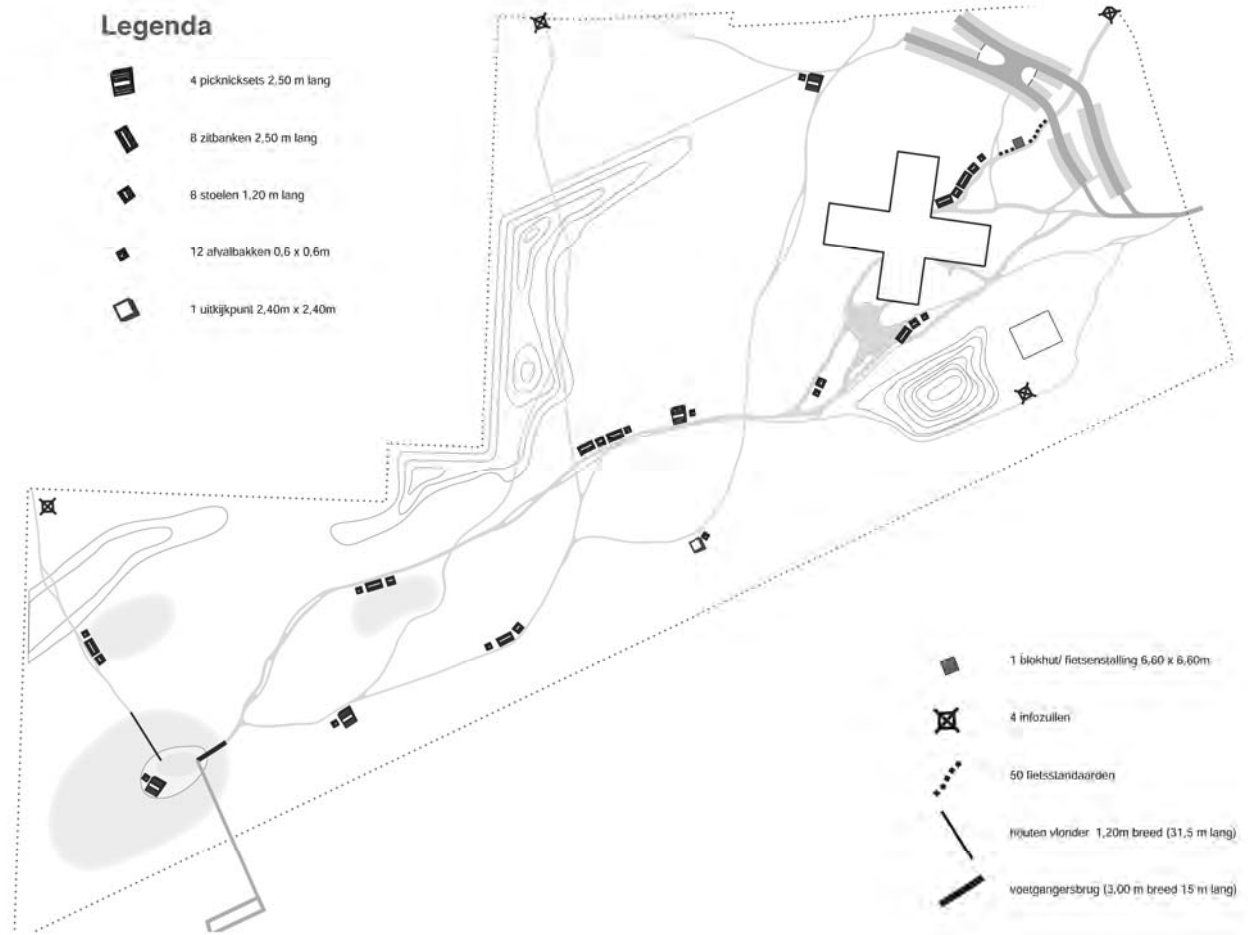 Legenda
4 picknicksets 2,50 m lang
8 zitbanken 2,50 m lang
8 stoelen 1,20 m lang
12 afvalbakken 0,6 x 0,6m
1 uitkijkpunt 2,40m x 2,40m
1 blokhut/ fietsenstalling 6,60 x 6,60m
4 infozuilen
50 fietsstandaarden
houten vlonder 1,20m breed (31,5 m lang)
voetgangersbrug (3,00 m breed 15 m lang)